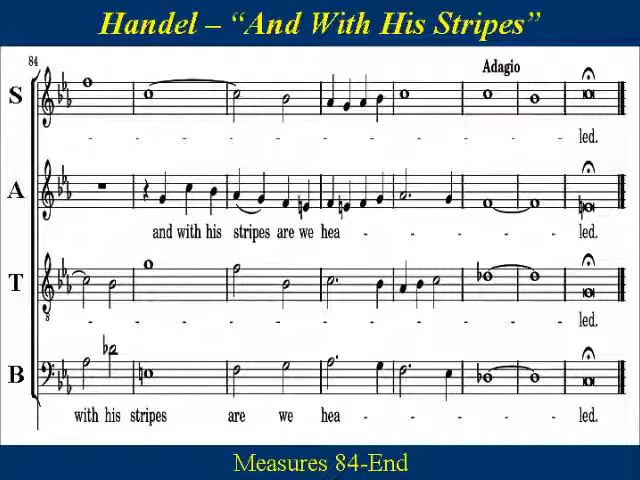 Handel – “And With His Stripes”
84
Adagio
S
- - - - - - - - led.
A
and with his stripes are we hea - - - - led.
T
8
- - - - - - - - led.
B
with his stripes are we hea - - - - led.
Measures 84-End